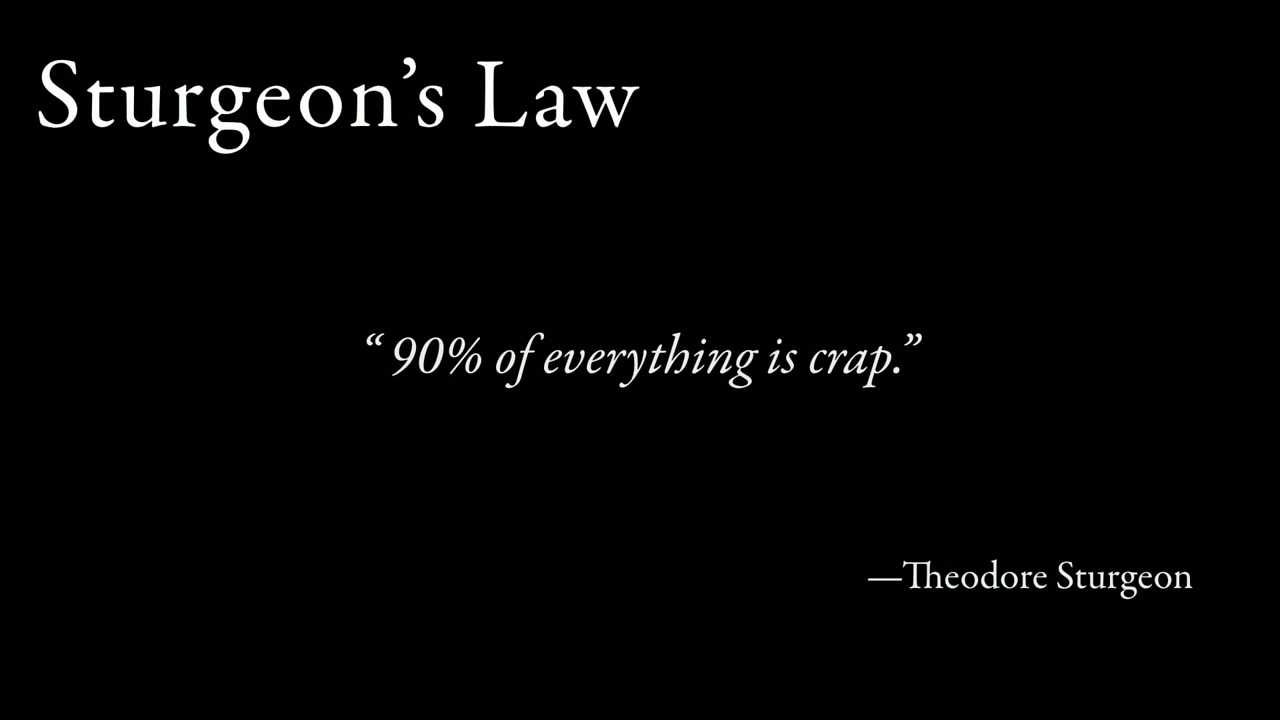 Sturgeon’s Law
“ 90% of everything is crap.”
—Theodore Sturgeon